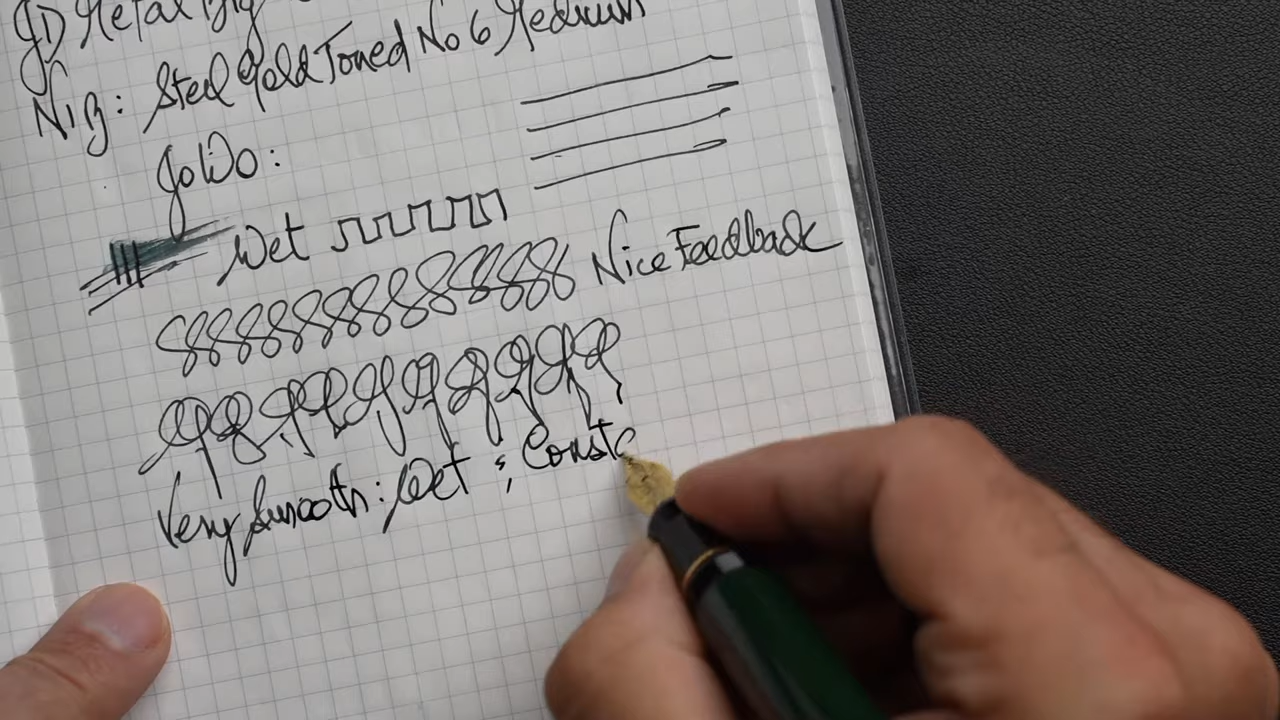 Nib: Steel Gold Toned No 6 Medium
JoWo:
Wet
Nice Feedback
Very Smooth: Wet ; Consta